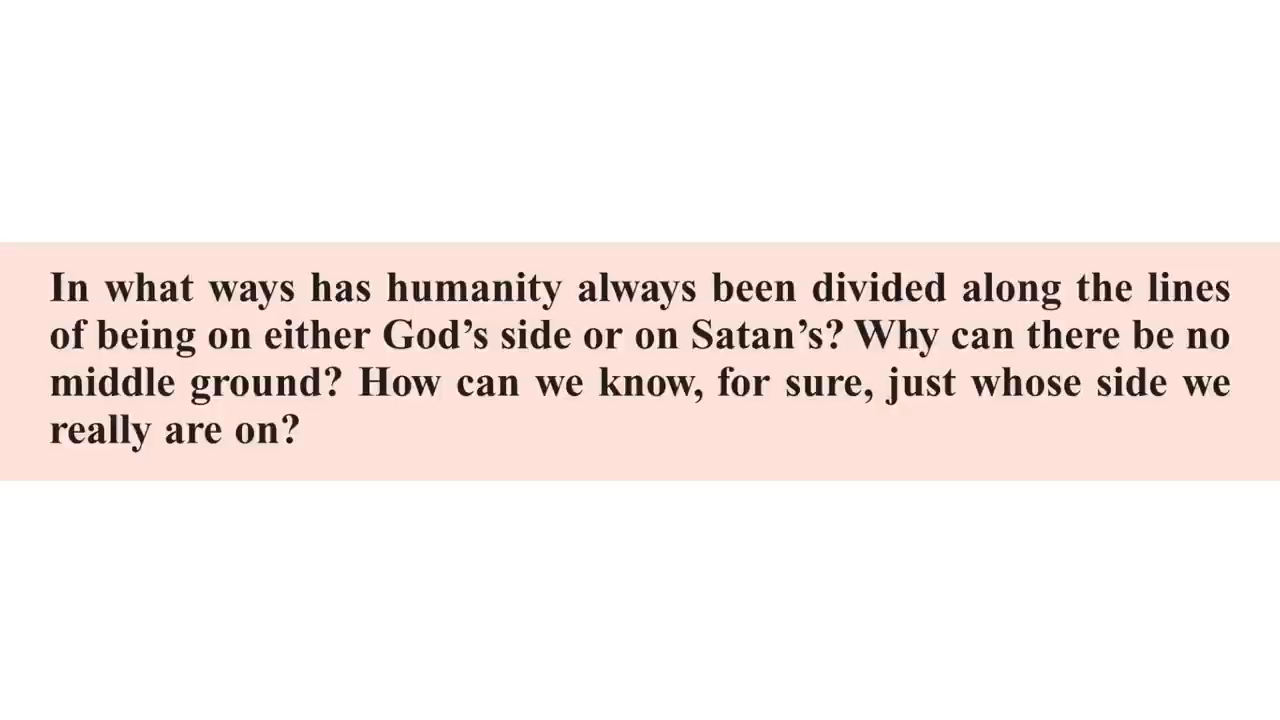 In what ways has humanity always been divided along the lines
of being on either God’s side or on Satan’s? Why can there be no
middle ground? How can we know, for sure, just whose side we
really are on?